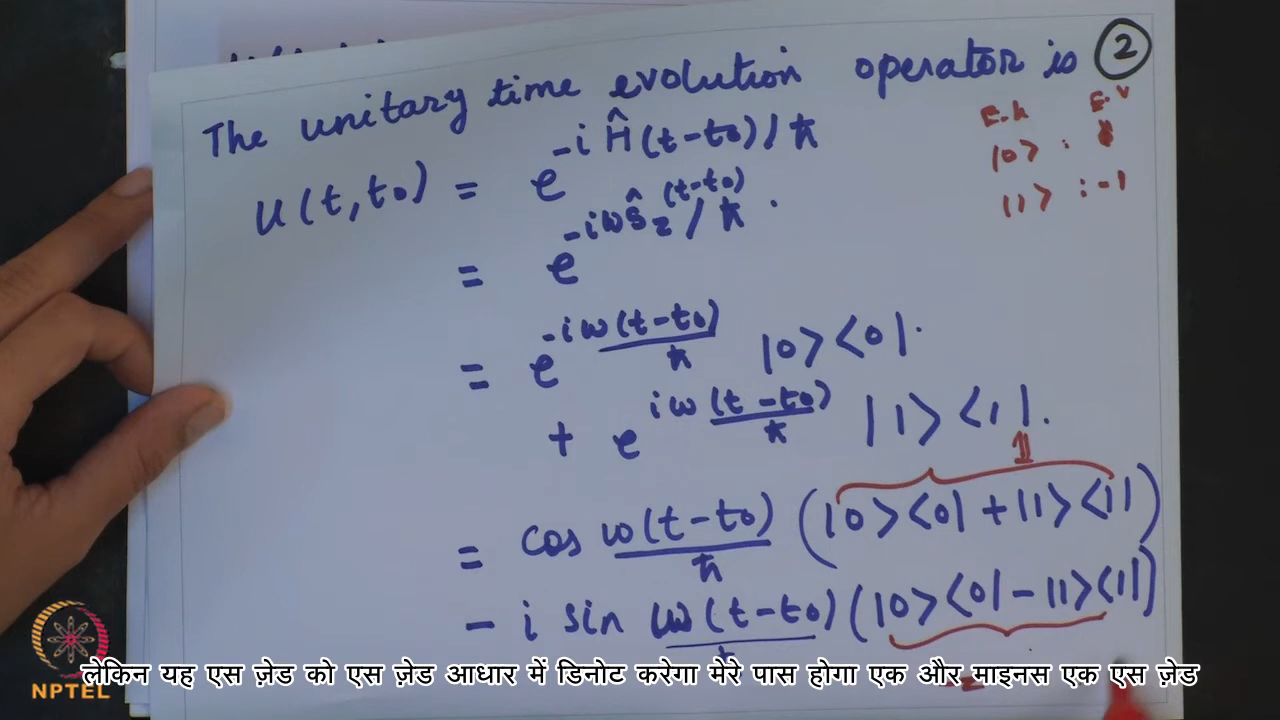 The unitary time evolution operator is ②
E.k E.V
|0> : 1
|1> : -1
U(t,t0) = e^{-iĤ(t-t0)/ħ}
= e^{-iωŜz(t-t0)/ħ}.
= e^{-iω(t-t0)/ħ} |0><0|.
+ e^{iω(t-t0)/ħ} |1><1|.
𝟙
= cos ω(t-t0)/ħ (|0><0| + |1><1|)
- i sin ω(t-t0)/ħ (|0><0| - |1><1|)
लेकिन यह एस ज़ेड को एस ज़ेड आधार में डिनोट करेगा मेरे पास होगा एक और माइनस एक एस ज़ेड
NPTEL